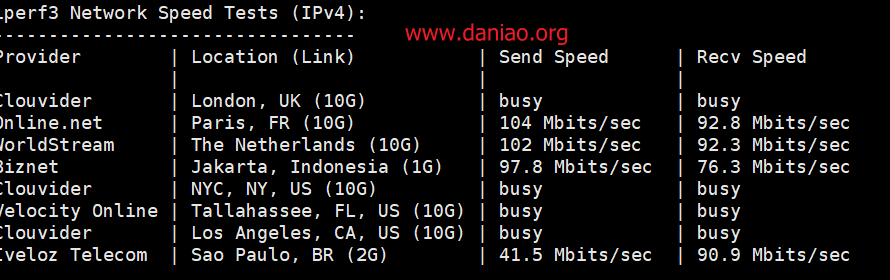 iperf3 Network Speed Tests (IPv4):
---------------------------------
www.daniao.org
Provider | Location (Link) | Send Speed | Recv Speed
| | |
Clouvider | London, UK (10G) | busy | busy
Online.net | Paris, FR (10G) | 104 Mbits/sec | 92.8 Mbits/sec
WorldStream | The Netherlands (10G) | 102 Mbits/sec | 92.3 Mbits/sec
Biznet | Jakarta, Indonesia (1G) | 97.8 Mbits/sec | 76.3 Mbits/sec
Clouvider | NYC, NY, US (10G) | busy | busy
Velocity Online | Tallahassee, FL, US (10G) | busy | busy
Clouvider | Los Angeles, CA, US (10G) | busy | busy
Iveloz Telecom | Sao Paulo, BR (2G) | 41.5 Mbits/sec | 90.9 Mbits/sec